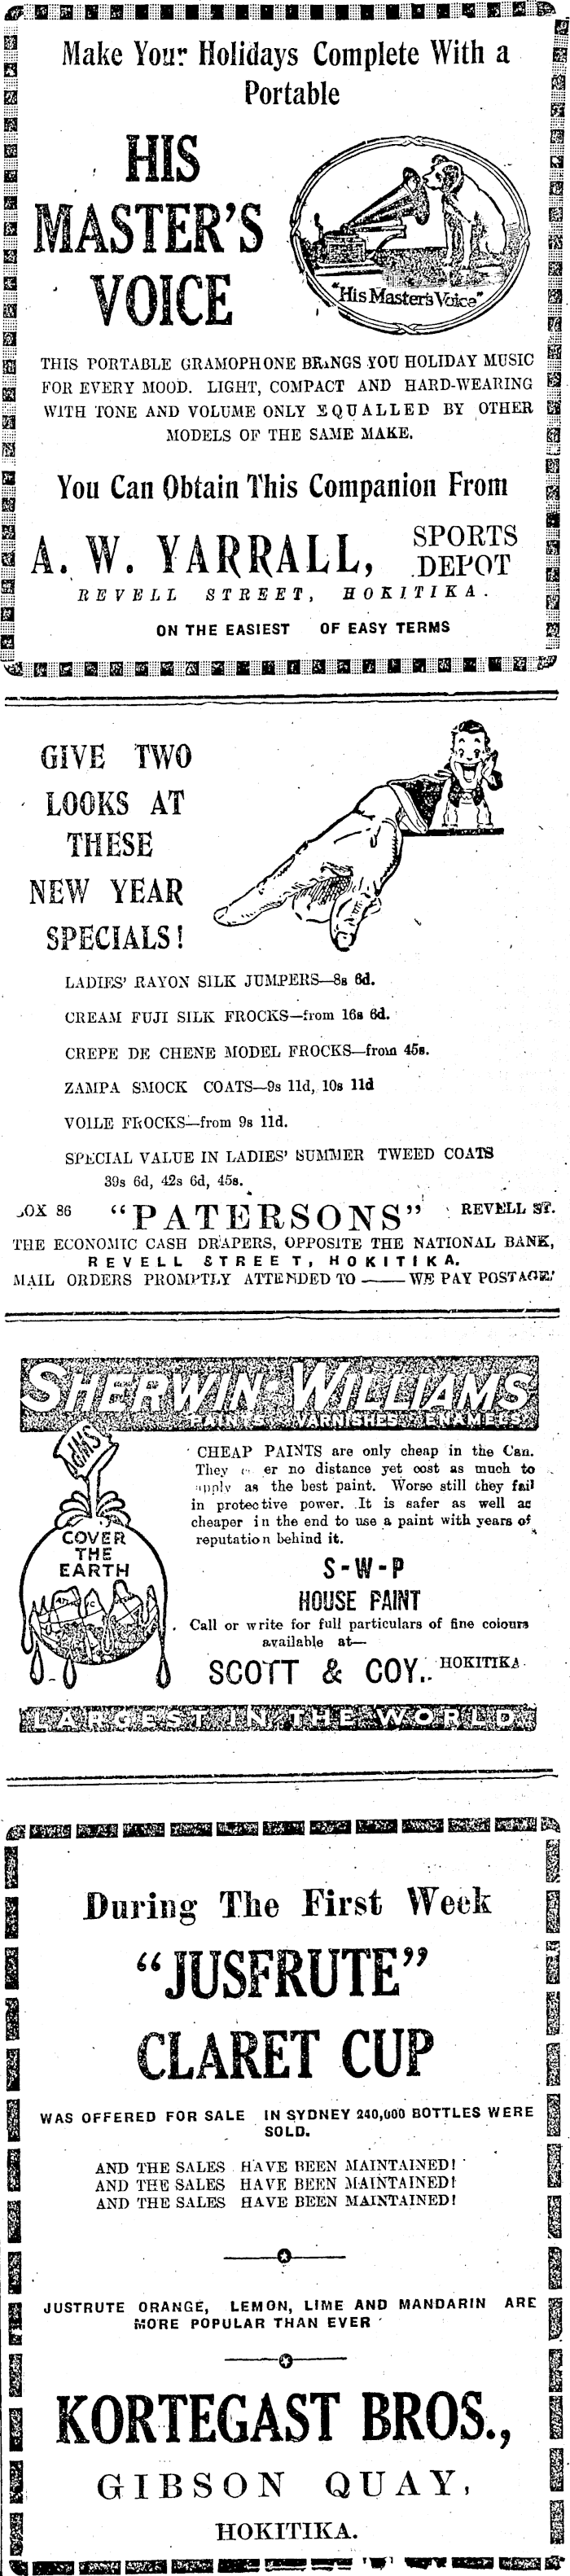 Make Your Holidays Complete With a
Portable
HIS
MASTER'S
VOICE
"His Master's Voice"
THIS PORTABLE GRAMOPHONE BRINGS YOU HOLIDAY MUSIC
FOR EVERY MOOD. LIGHT, COMPACT AND HARD-WEARING
WITH TONE AND VOLUME ONLY EQUALLED BY OTHER
MODELS OF THE SAME MAKE.
You Can Obtain This Companion From
A. W. YARRALL, SPORTS DEPOT
REVELL STREET, HOKITIKA.
ON THE EASIEST OF EASY TERMS
GIVE TWO
LOOKS AT
THESE
NEW YEAR
SPECIALS!
LADIES' RAYON SILK JUMPERS—8s 6d.
CREAM FUJI SILK FROCKS—from 16s 6d.
CREPE DE CHENE MODEL FROCKS—from 45s.
ZAMPA SMOCK COATS—9s 11d, 10s 11d
VOILE FROCKS—from 9s 11d.
SPECIAL VALUE IN LADIES' SUMMER TWEED COATS
39s 6d, 42s 6d, 45s.
BOX 86 "PATERSONS" REVELL ST.
THE ECONOMIC CASH DRAPERS, OPPOSITE THE NATIONAL BANK,
REVELL STREET, HOKITIKA.
MAIL ORDERS PROMPTLY ATTENDED TO —— WE PAY POSTAGE.
SHERWIN-WILLIAMS
PAINTS VARNISHES ENAMELS
SWP
COVER
THE
EARTH
CHEAP PAINTS are only cheap in the Can.
They er no distance yet cost as much to
apply as the best paint. Worse still they fail
in protective power. It is safer as well as
cheaper in the end to use a paint with years of
reputation behind it.
S-W-P
HOUSE PAINT
Call or write for full particulars of fine colours
available at—
SCOTT & COY., HOKITIKA.
LARGEST IN THE WORLD
During The First Week
"JUSFRUTE"
CLARET CUP
WAS OFFERED FOR SALE IN SYDNEY 240,000 BOTTLES WERE
SOLD.
AND THE SALES HAVE BEEN MAINTAINED!
AND THE SALES HAVE BEEN MAINTAINED!
AND THE SALES HAVE BEEN MAINTAINED!
JUSTRUTE ORANGE, LEMON, LIME AND MANDARIN ARE
MORE POPULAR THAN EVER
KORTEGAST BROS.,
GIBSON QUAY,
HOKITIKA.